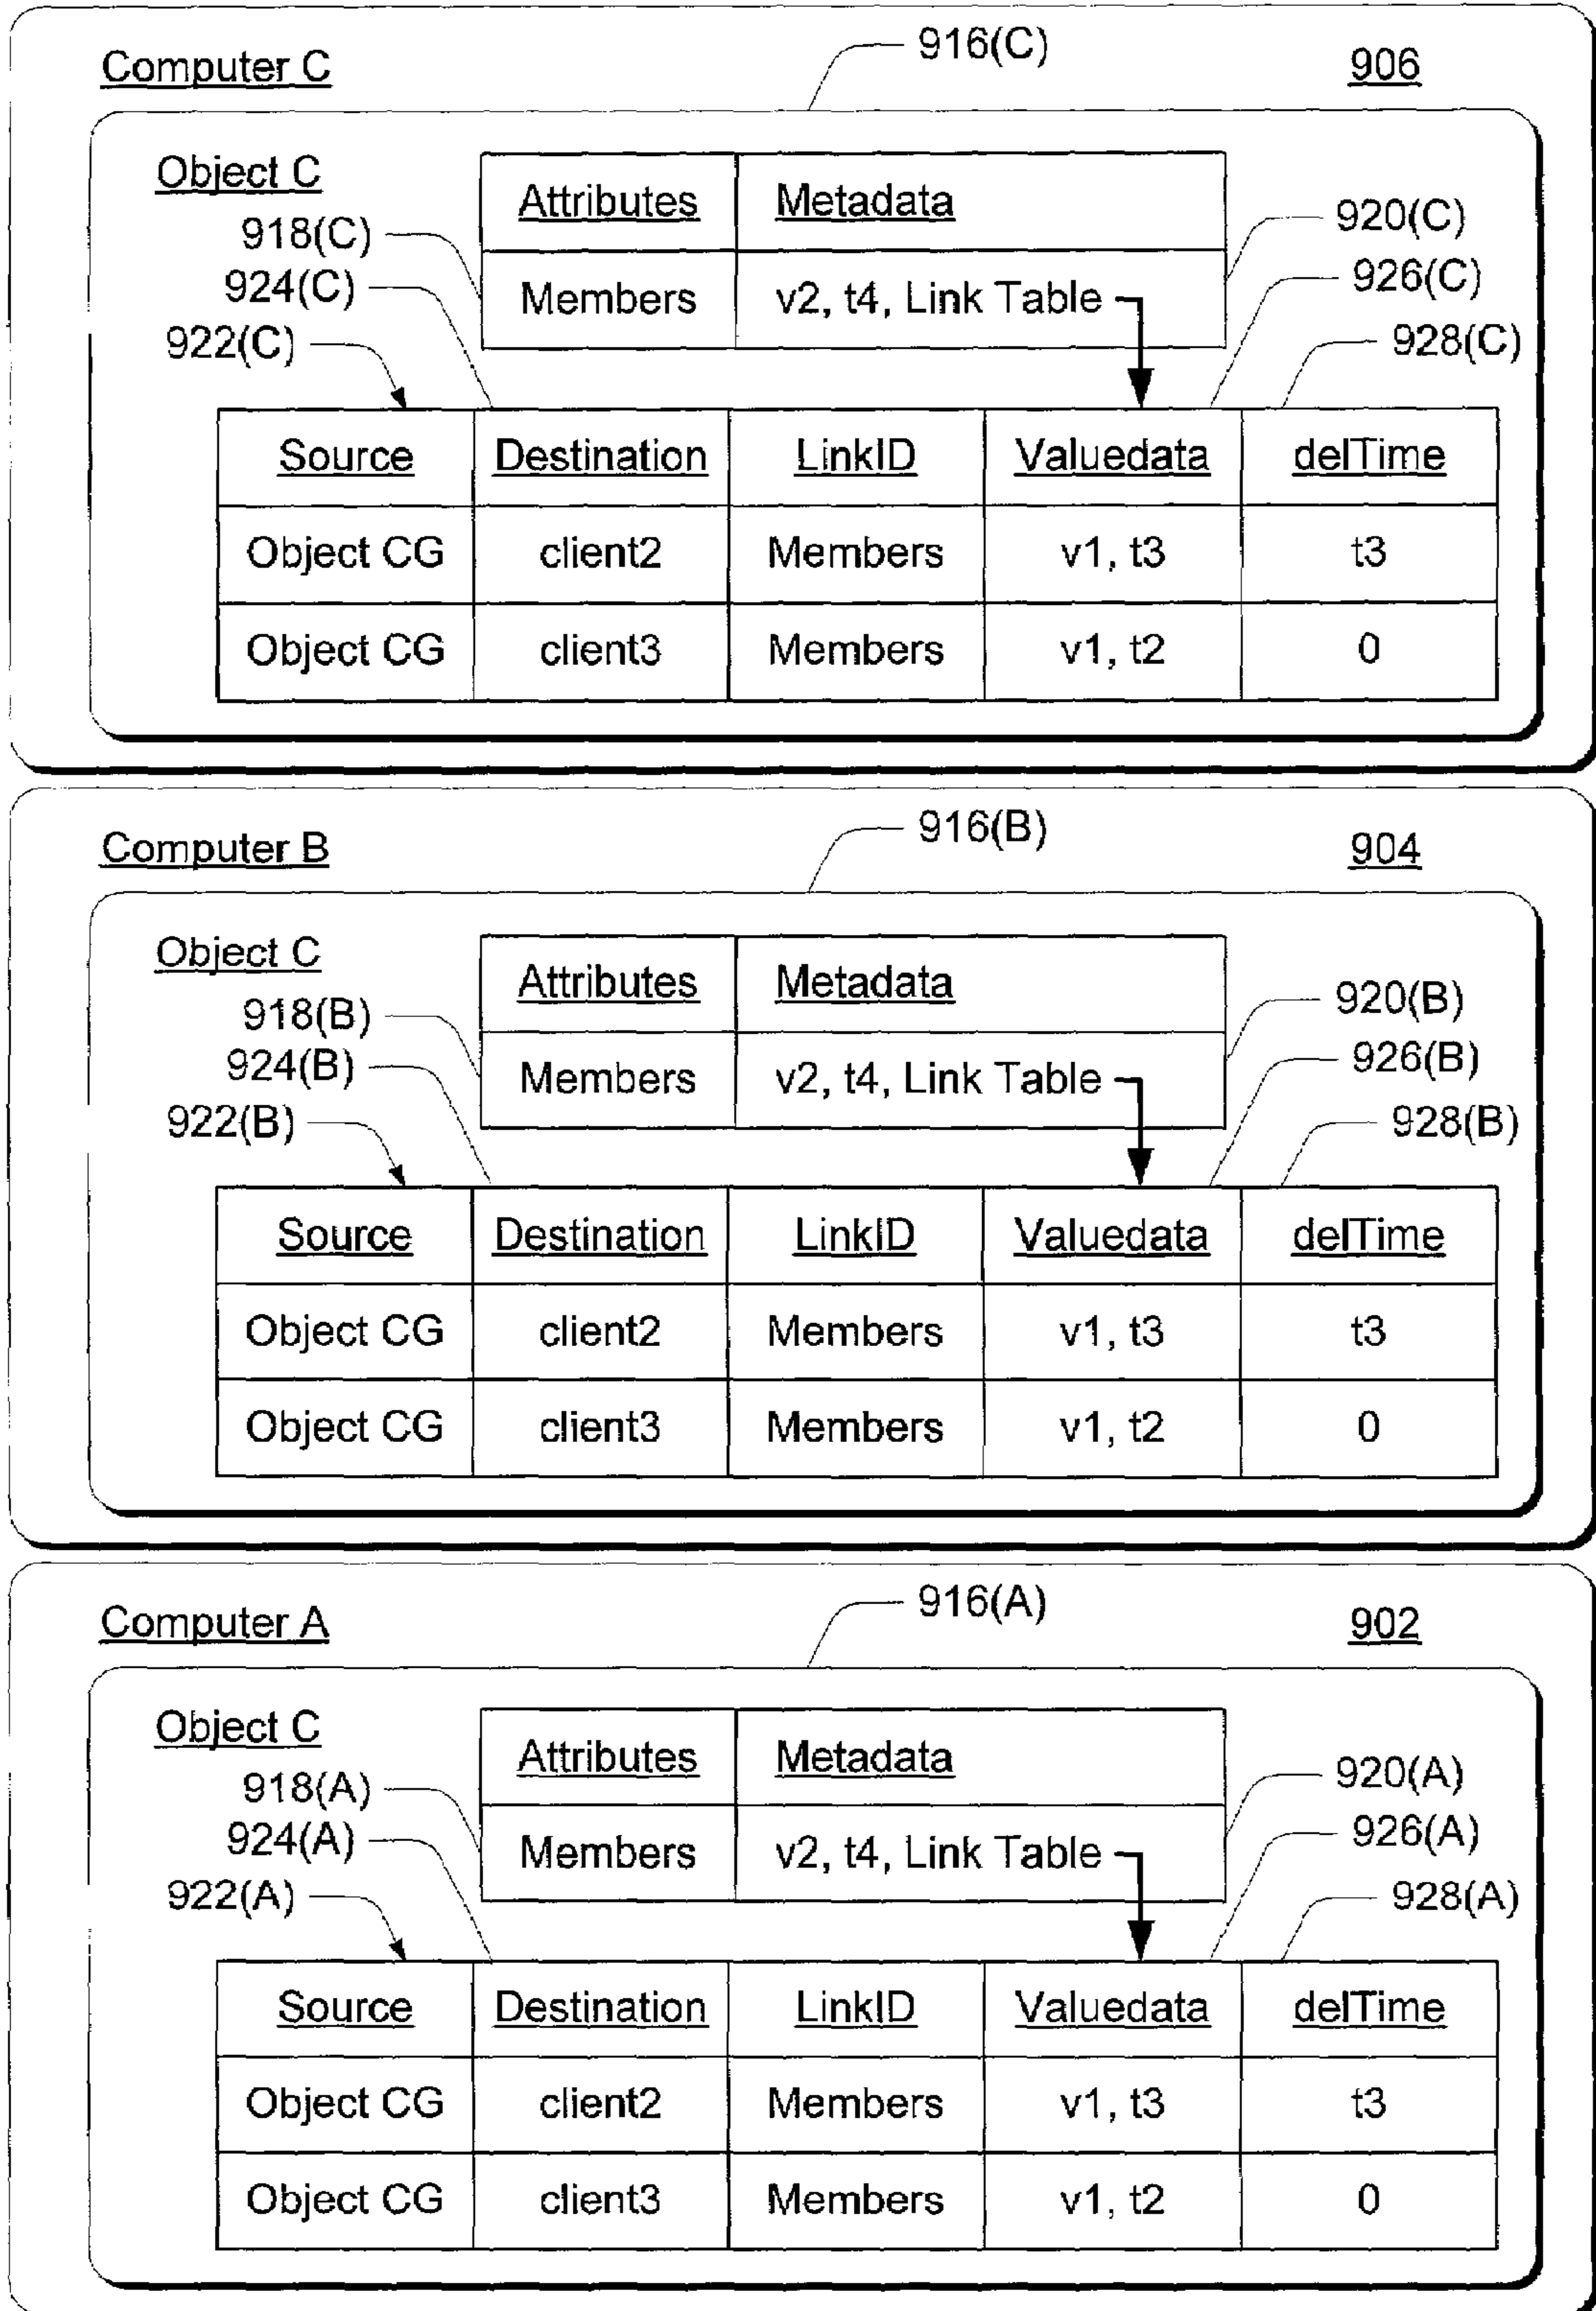 916(C)
Computer C 906
Object C
Attributes Metadata
918(C) 920(C)
924(C) Members v2, t4, Link Table 926(C)
922(C) 928(C)
Source Destination LinkID Valuedata delTime
Object CG client2 Members v1, t3 t3
Object CG client3 Members v1, t2 0
916(B)
Computer B 904
Object C
Attributes Metadata
918(B) 920(B)
924(B) Members v2, t4, Link Table 926(B)
922(B) 928(B)
Source Destination LinkID Valuedata delTime
Object CG client2 Members v1, t3 t3
Object CG client3 Members v1, t2 0
916(A)
Computer A 902
Object C
Attributes Metadata
918(A) 920(A)
924(A) Members v2, t4, Link Table 926(A)
922(A) 928(A)
Source Destination LinkID Valuedata delTime
Object CG client2 Members v1, t3 t3
Object CG client3 Members v1, t2 0